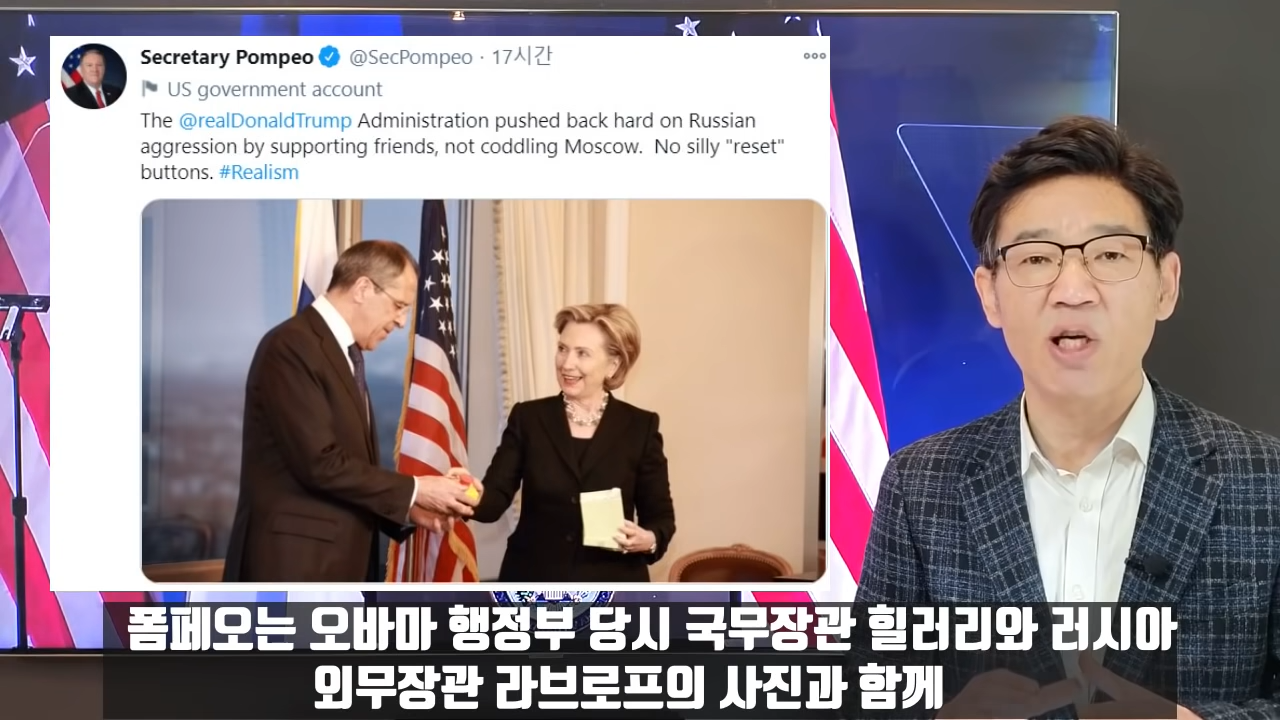 Secretary Pompeo @SecPompeo · 17시간
US government account
The @realDonaldTrump Administration pushed back hard on Russian
aggression by supporting friends, not coddling Moscow. No silly "reset"
buttons. #Realism
폼페오는 오바마 행정부 당시 국무장관 힐러리와 러시아
외무장관 라브로프의 사진과 함께